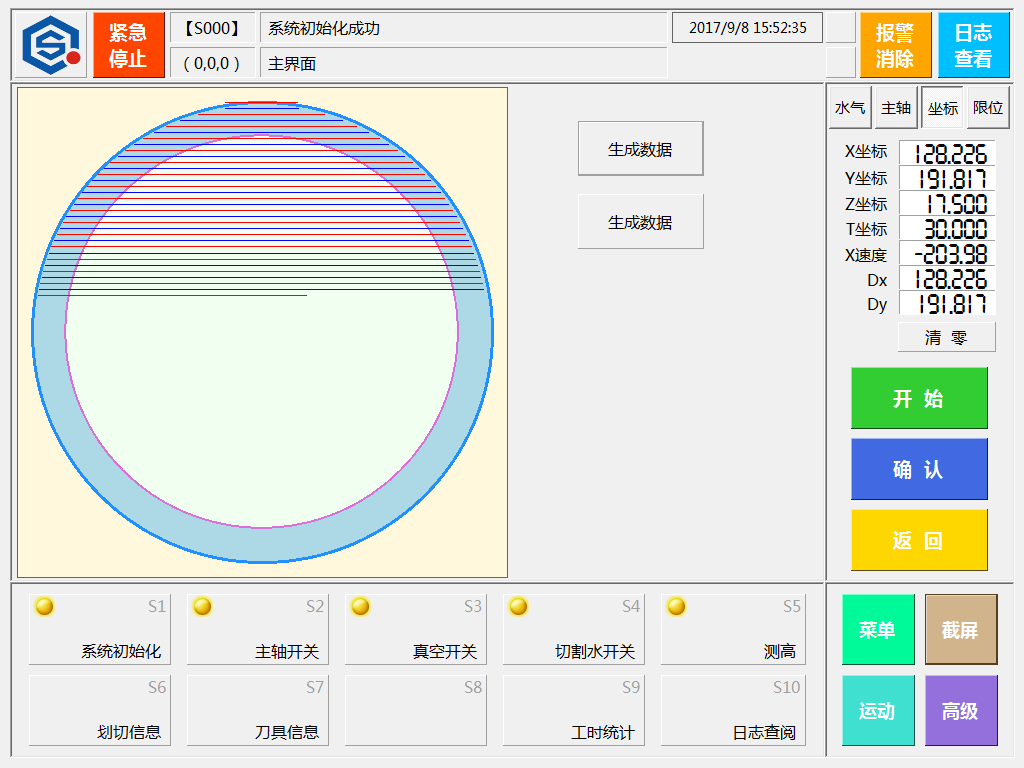 紧急
停止
【S000】
系统初始化成功
2017/9/8 15:52:35
报警
消除
日志
查看
( 0,0,0 )
主界面
水气
主轴
坐标
限位
生成数据
生成数据
X坐标 128.226
Y坐标 191.817
Z坐标 17.500
T坐标 30.000
X速度 -203.98
Dx 128.226
Dy 191.817
清 零
开 始
确 认
返 回
S1
系统初始化
S2
主轴开关
S3
真空开关
S4
切割水开关
S5
测高
S6
划切信息
S7
刀具信息
S8
S9
工时统计
S10
日志查阅
菜单
截屏
运动
高级